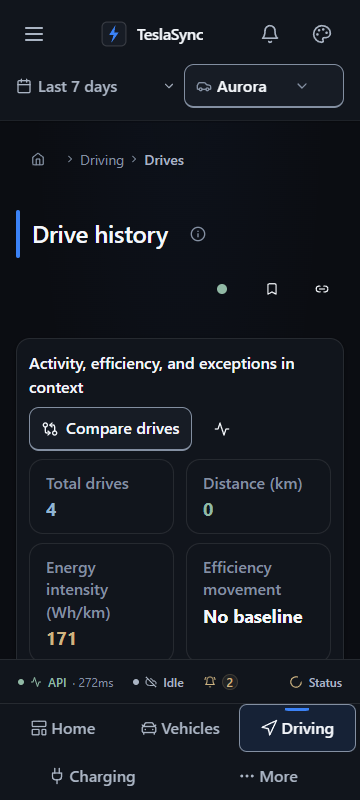 TeslaSync
Last 7 days
Aurora
Driving
Drives
Drive history
Activity, efficiency, and exceptions in
context
Compare drives
Total drives
4
Distance (km)
0
Energy
intensity
(Wh/km)
171
Efficiency
movement
No baseline
API · 272ms
Idle
2
Status
Home
Vehicles
Driving
Charging
More